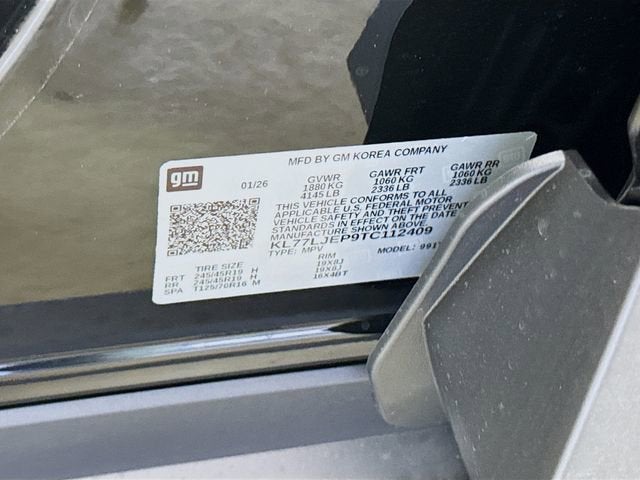 MFD BY GM KOREA COMPANY
gm
01/26
GVWR GAWR FRT GAWR RR
1880 KG 1060 KG 1060 KG
4145 LB 2336 LB 2336 LB
THIS VEHICLE CONFORMS TO ALL
APPLICABLE U.S. FEDERAL MOTOR
VEHICLE SAFETY AND THEFT PREVENTION
STANDARDS IN EFFECT ON THE DATE
MANUFACTURE SHOWN ABOVE.
KL77LJEP9TC112409
TYPE: MPV MODEL:
TIRE SIZE RIM
FRT 245/45R19 H 19X8J
RR 245/45R19 H 19X8J
SPA T125/70R16 M 16X4BT